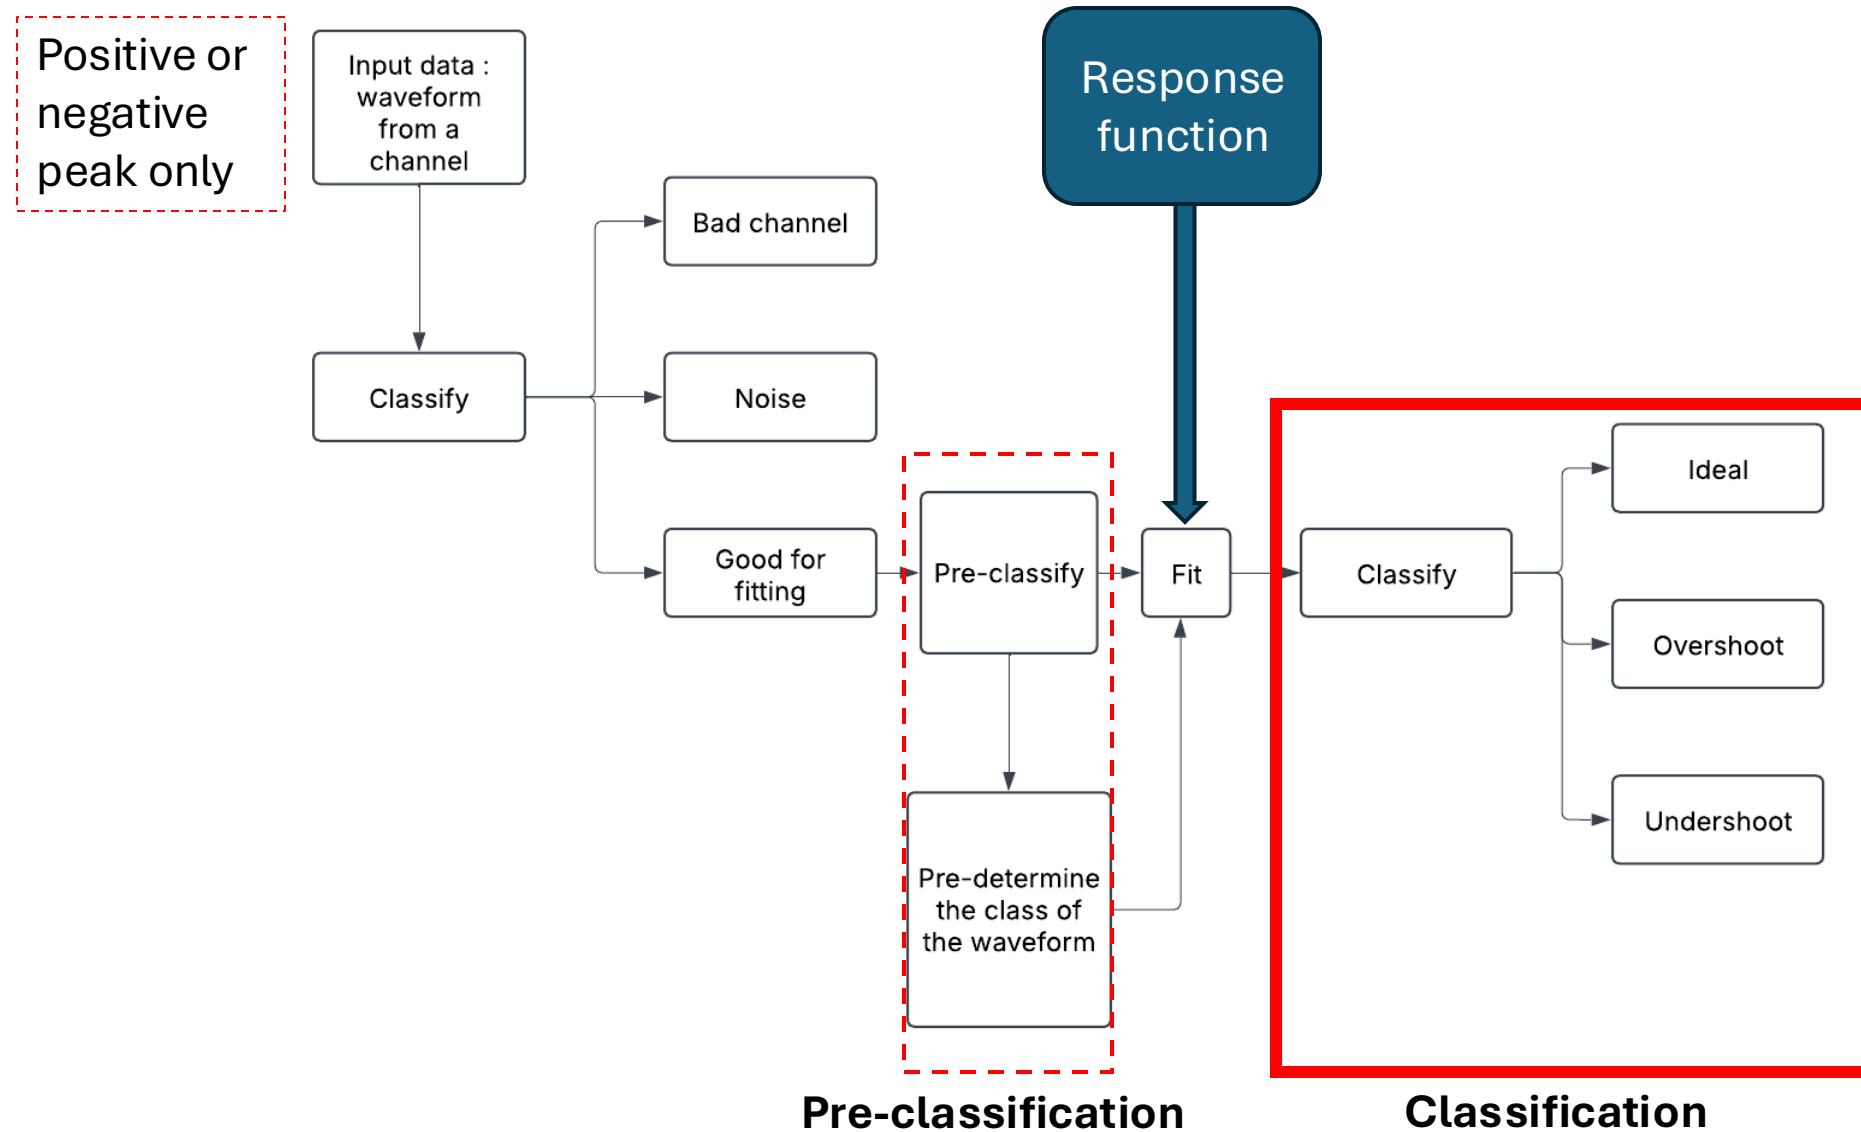 Positive or
negative
peak only
Input data :
waveform
from a
channel
Response
function
Bad channel
Classify
Noise
Good for
fitting
Pre-classify
Fit
Classify
Ideal
Overshoot
Undershoot
Pre-determine
the class of
the waveform
Pre-classification
Classification